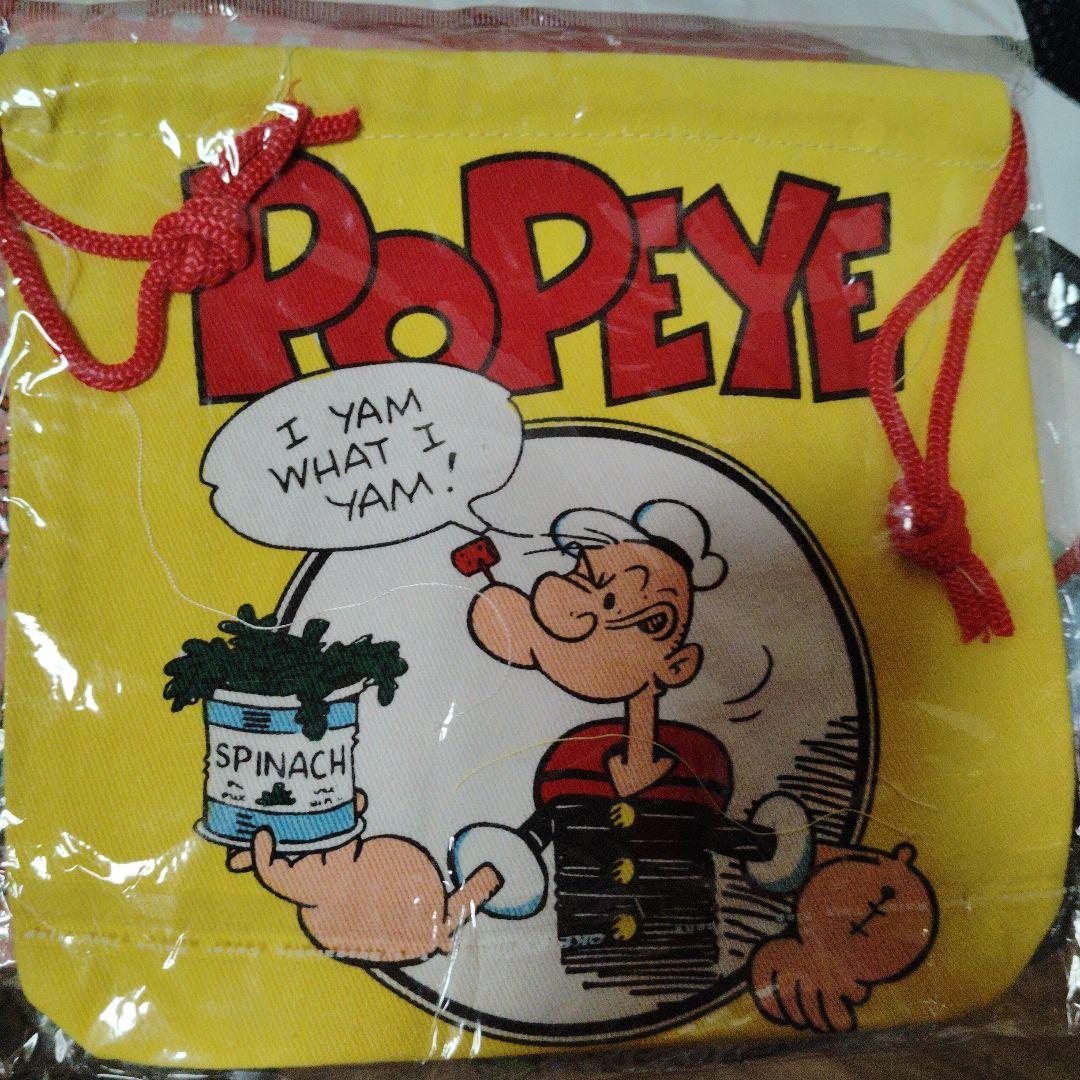 POPEYE
I YAM
WHAT I
YAM!
SPINACH